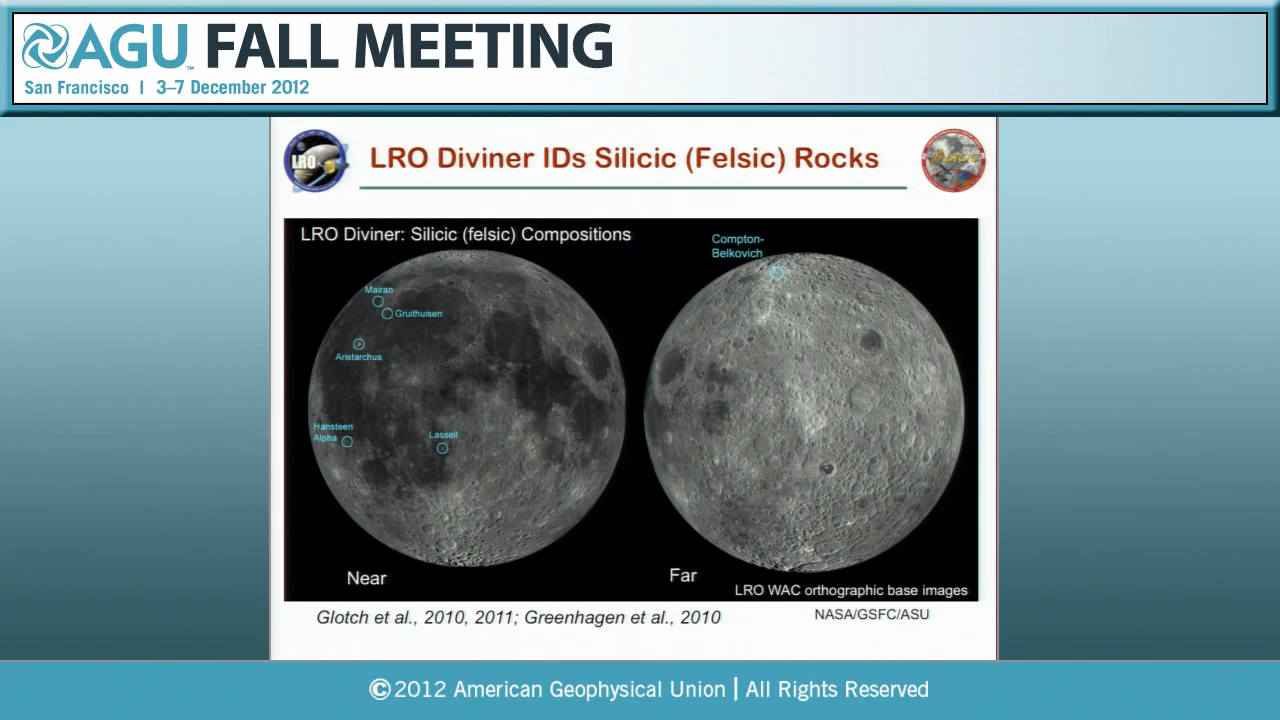 AGU™ FALL MEETING
San Francisco | 3–7 December 2012
LRO
LRO Diviner IDs Silicic (Felsic) Rocks
LRO Diviner: Silicic (felsic) Compositions
Compton-
Belkovich
Mairan
Gruithuisen
Aristarchus
Hansteen
Alpha
Lassell
Near
Far
LRO WAC orthographic base images
Glotch et al., 2010, 2011; Greenhagen et al., 2010
NASA/GSFC/ASU
©2012 American Geophysical Union | All Rights Reserved